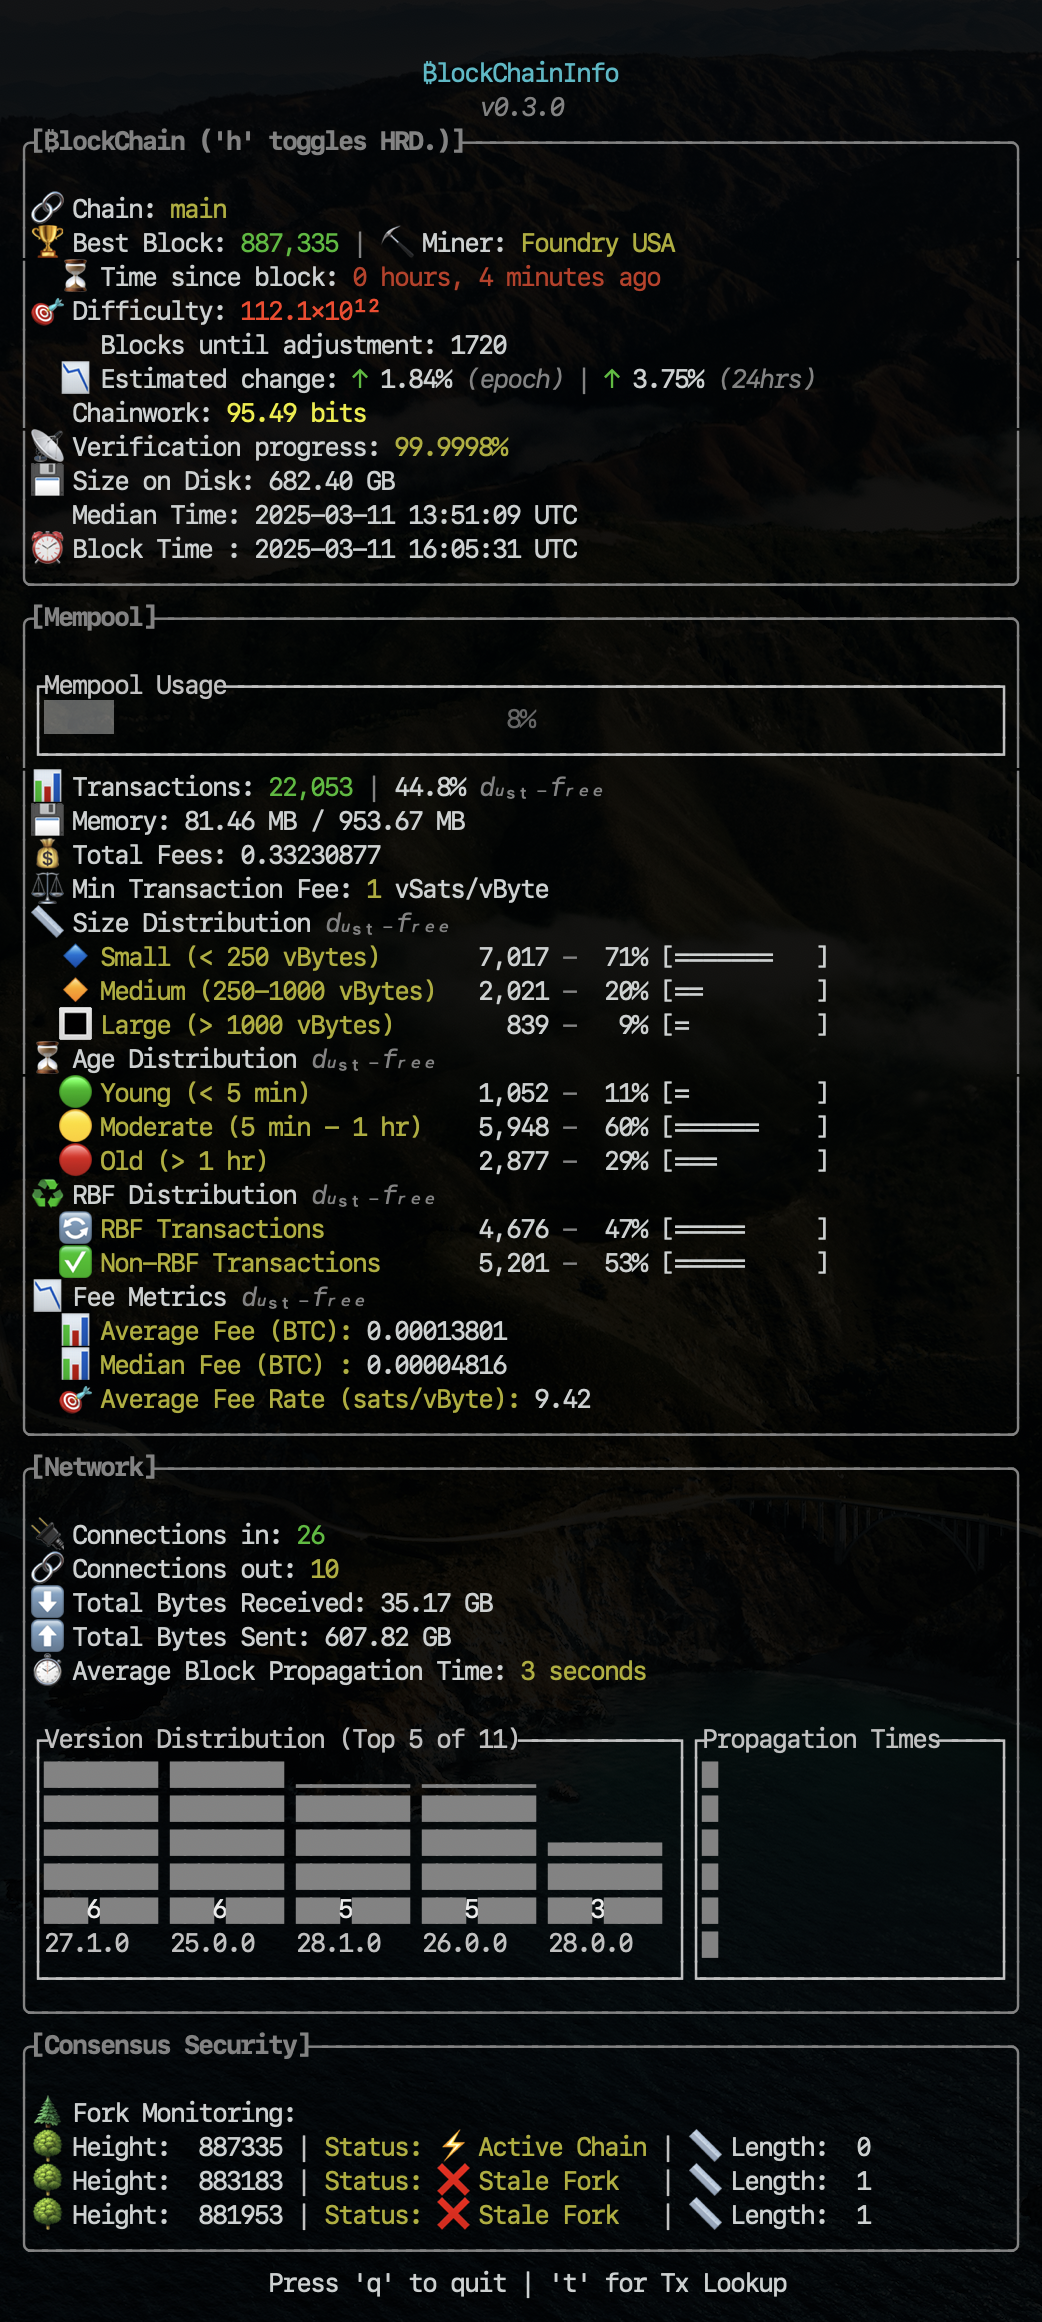 ₿lockChainInfo
v0.3.0
[₿lockChain ('h' toggles HRD.)]
🔗 Chain: main
🏆 Best Block: 887,335 | ⛏ Miner: Foundry USA
⏳ Time since block: 0 hours, 4 minutes ago
🎯 Difficulty: 112.1×10¹²
Blocks until adjustment: 1720
📉 Estimated change: ↑ 1.84% (epoch) | ↑ 3.75% (24hrs)
Chainwork: 95.49 bits
📡 Verification progress: 99.9998%
💾 Size on Disk: 682.40 GB
Median Time: 2025-03-11 13:51:09 UTC
⏰ Block Time : 2025-03-11 16:05:31 UTC
[Mempool]
Mempool Usage
8%
📊 Transactions: 22,053 | 44.8% dust-free
💾 Memory: 81.46 MB / 953.67 MB
💰 Total Fees: 0.33230877
⚖ Min Transaction Fee: 1 vSats/vByte
📏 Size Distribution dust-free
🔹 Small (< 250 vBytes) 7,017 - 71% [═══════ ]
🔸 Medium (250-1000 vBytes) 2,021 - 20% [══ ]
🔲 Large (> 1000 vBytes) 839 - 9% [═ ]
⏳ Age Distribution dust-free
🟢 Young (< 5 min) 1,052 - 11% [═ ]
🟡 Moderate (5 min - 1 hr) 5,948 - 60% [══════ ]
🔴 Old (> 1 hr) 2,877 - 29% [═══ ]
♻ RBF Distribution dust-free
🔄 RBF Transactions 4,676 - 47% [═════ ]
✅ Non-RBF Transactions 5,201 - 53% [═════ ]
📉 Fee Metrics dust-free
📊 Average Fee (BTC): 0.00013801
📊 Median Fee (BTC) : 0.00004816
🎯 Average Fee Rate (sats/vByte): 9.42
[Network]
🔌 Connections in: 26
🔗 Connections out: 10
⬇ Total Bytes Received: 35.17 GB
⬆ Total Bytes Sent: 607.82 GB
⏱ Average Block Propagation Time: 3 seconds
Version Distribution (Top 5 of 11)
6 6 5 5 3
27.1.0 25.0.0 28.1.0 26.0.0 28.0.0
Propagation Times
[Consensus Security]
🌲 Fork Monitoring:
🌳 Height: 887335 | Status: ⚡ Active Chain | 📏 Length: 0
🌳 Height: 883183 | Status: ❌ Stale Fork | 📏 Length: 1
🌳 Height: 881953 | Status: ❌ Stale Fork | 📏 Length: 1
Press 'q' to quit | 't' for Tx Lookup